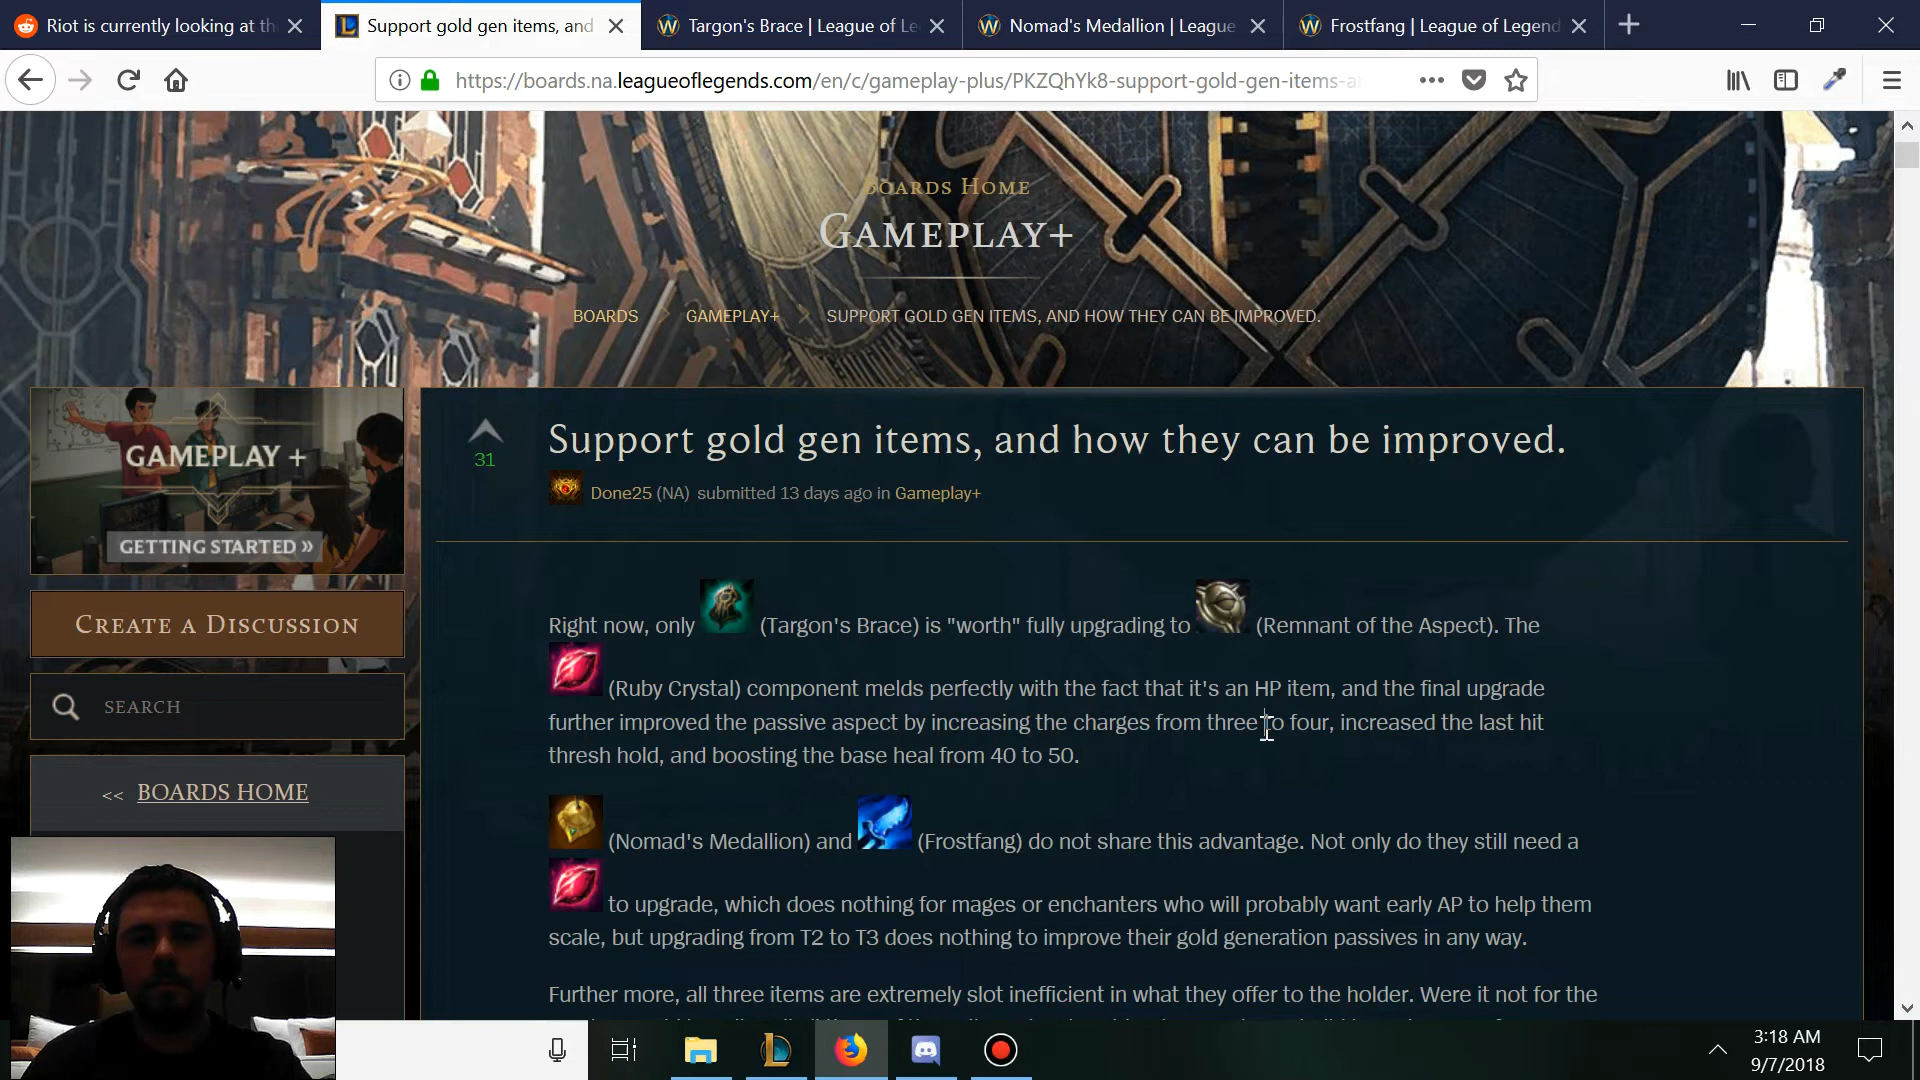 Riot is currently looking at th
Support gold gen items, and
Targon's Brace | League of Le
Nomad's Medallion | League
Frostfang | League of Legend
https://boards.na.leagueoflegends.com/en/c/gameplay-plus/PKZQhYk8-support-gold-gen-items-a
BOARDS HOME
GAMEPLAY+
BOARDS GAMEPLAY+ SUPPORT GOLD GEN ITEMS, AND HOW THEY CAN BE IMPROVED.
GAMEPLAY +
GETTING STARTED »
CREATE A DISCUSSION
SEARCH
<< BOARDS HOME
31
Support gold gen items, and how they can be improved.
Done25 (NA) submitted 13 days ago in Gameplay+
Right now, only (Targon's Brace) is "worth" fully upgrading to (Remnant of the Aspect). The
(Ruby Crystal) component melds perfectly with the fact that it's an HP item, and the final upgrade
further improved the passive aspect by increasing the charges from three to four, increased the last hit
thresh hold, and boosting the base heal from 40 to 50.
(Nomad's Medallion) and (Frostfang) do not share this advantage. Not only do they still need a
to upgrade, which does nothing for mages or enchanters who will probably want early AP to help them
scale, but upgrading from T2 to T3 does nothing to improve their gold generation passives in any way.
Further more, all three items are extremely slot inefficient in what they offer to the holder. Were it not for the
3:18 AM
9/7/2018